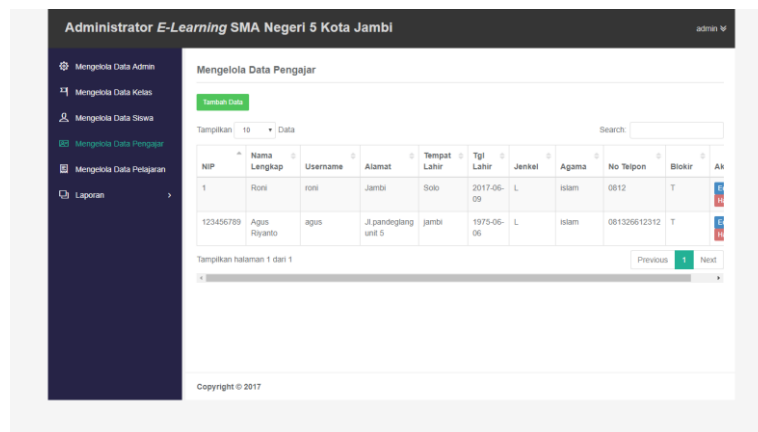 Administrator E-Learning SMA Negeri 5 Kota Jambi
admin
Mengelola Data Admin
Mengelola Data Kelas
Mengelola Data Siswa
Mengelola Data Pengajar
Mengelola Data Pelajaran
Laporan
Mengelola Data Pengajar
Tambah Data
Tampilkan 10 Data
Search:
NIP Nama Lengkap Username Alamat Tempat Lahir Tgl Lahir Jenkel Agama No Telpon Blokir
1 Roni roni Jambi Solo 2017-06-09 L islam 0812 T
123456789 Agus Riyanto agus Jl.pandeglang unit 5 jambi 1975-06-06 L islam 081326612312 T
Tampilkan halaman 1 dari 1
Previous 1 Next
Copyright © 2017